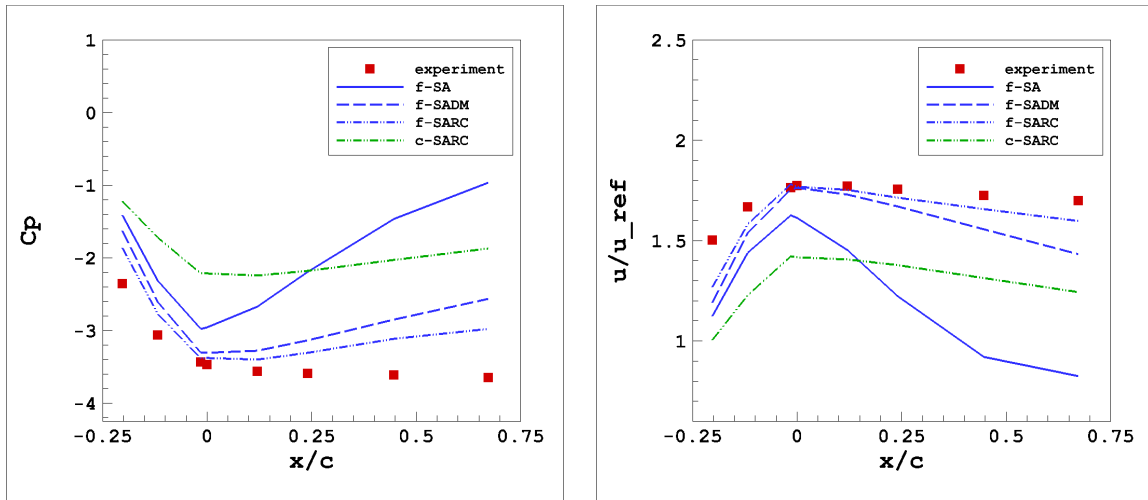 1
0
-1
-2
-3
-4
Cp
-0.25
0
0.25
0.5
0.75
x/c
experiment
f-SA
f-SADM
f-SARC
c-SARC
2.5
2
1.5
1
u/u_ref
-0.25
0
0.25
0.5
0.75
x/c
experiment
f-SA
f-SADM
f-SARC
c-SARC